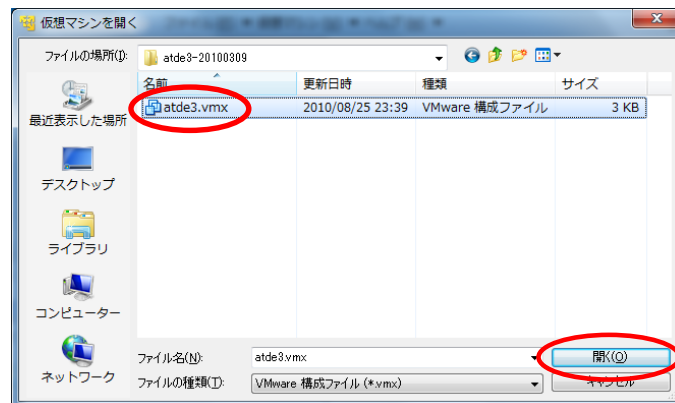 仮想マシンを開く
ファイルの場所(I):
atde3-20100309
名前
更新日時
種類
サイズ
atde3.vmx
2010/08/25 23:39
VMware 構成ファイル
3 KB
最近表示した場所
デスクトップ
ライブラリ
コンピューター
ネットワーク
ファイル名(N):
atde3.vmx
開く(O)
ファイルの種類(T):
VMware 構成ファイル (*.vmx)
キャンセル